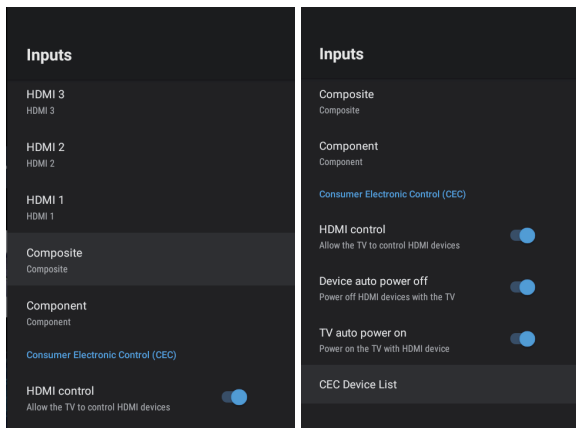 Inputs
HDMI 3
HDMI 3
HDMI 2
HDMI 2
HDMI 1
HDMI 1
Composite
Composite
Component
Component
Consumer Electronic Control (CEC)
HDMI control
Allow the TV to control HDMI devices
Inputs
Composite
Composite
Component
Component
Consumer Electronic Control (CEC)
HDMI control
Allow the TV to control HDMI devices
Device auto power off
Power off HDMI devices with the TV
TV auto power on
Power on the TV with HDMI device
CEC Device List